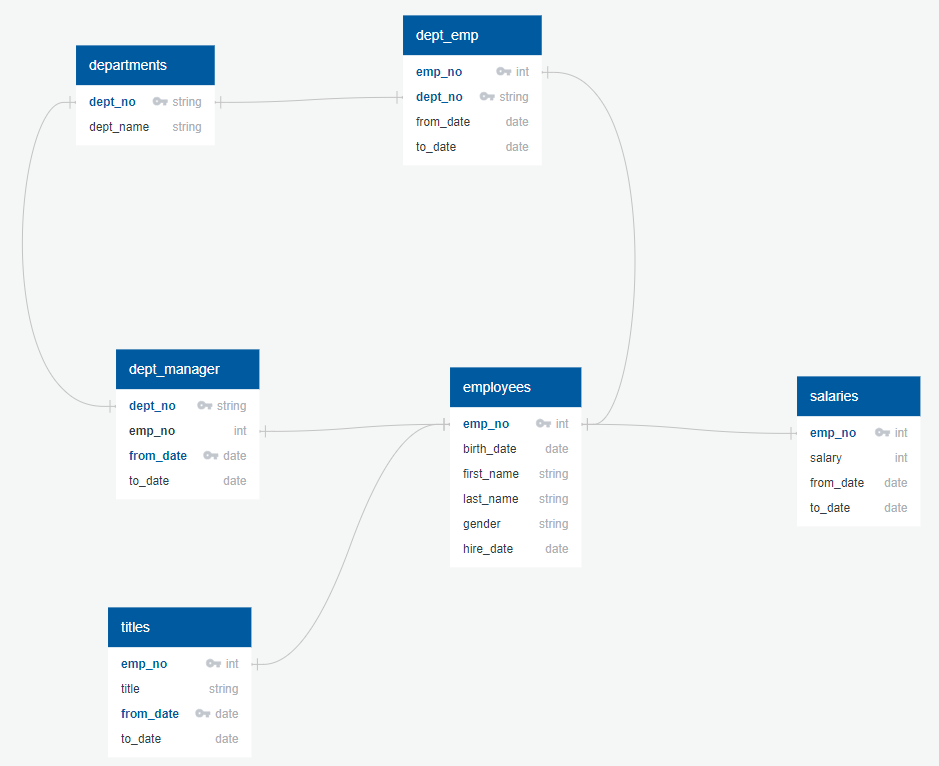 departments
dept_no string
dept_name string
dept_emp
emp_no int
dept_no string
from_date date
to_date date
dept_manager
dept_no string
emp_no int
from_date date
to_date date
employees
emp_no int
birth_date date
first_name string
last_name string
gender string
hire_date date
salaries
emp_no int
salary int
from_date date
to_date date
titles
emp_no int
title string
from_date date
to_date date